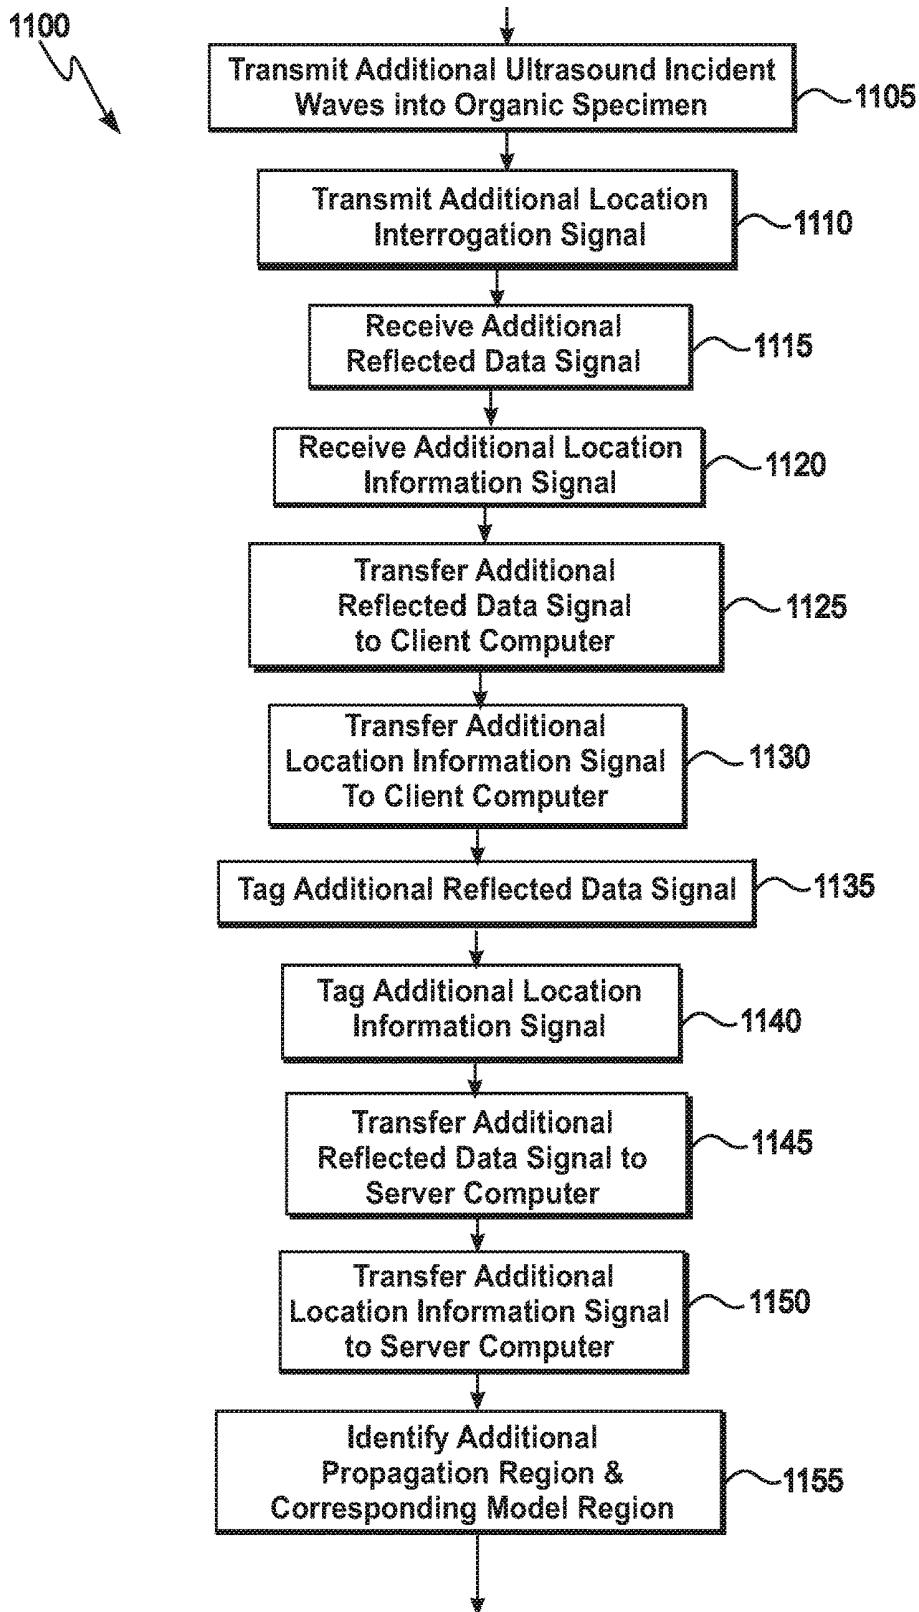 1100
Transmit Additional Ultrasound Incident
Waves into Organic Specimen
1105
Transmit Additional Location
Interrogation Signal
1110
Receive Additional
Reflected Data Signal
1115
Receive Additional Location
Information Signal
1120
Transfer Additional
Reflected Data Signal
to Client Computer
1125
Transfer Additional
Location Information Signal
To Client Computer
1130
Tag Additional Reflected Data Signal
1135
Tag Additional Location
Information Signal
1140
Transfer Additional
Reflected Data Signal to
Server Computer
1145
Transfer Additional
Location Information Signal
to Server Computer
1150
Identify Additional
Propagation Region &
Corresponding Model Region
1155